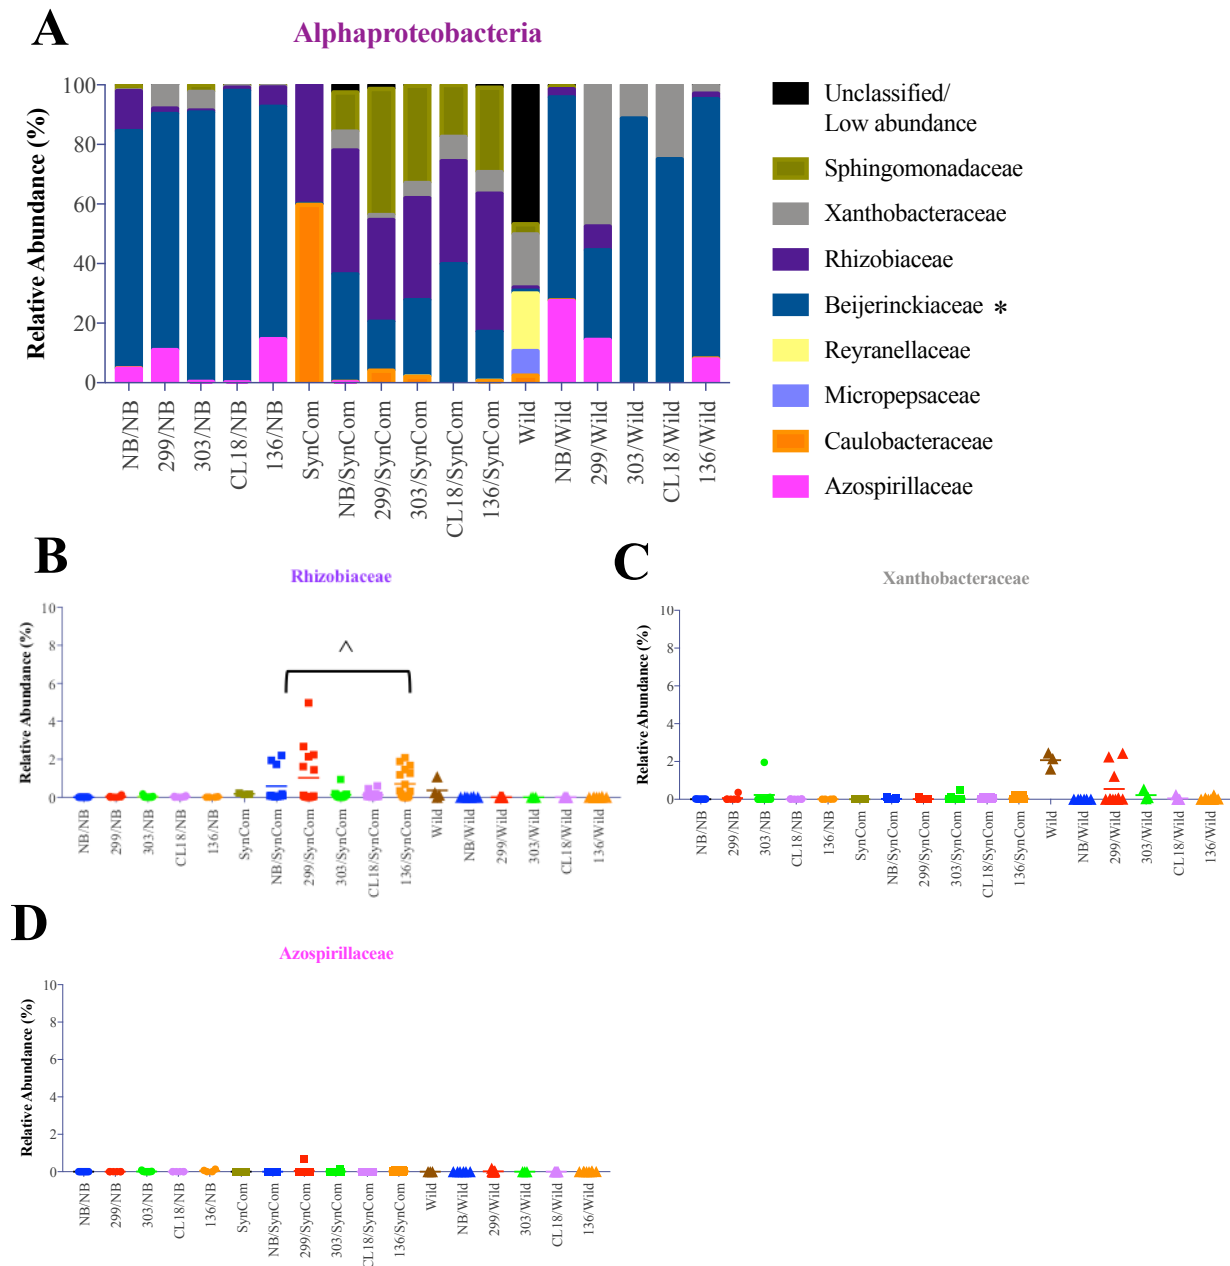 A
Alphaproteobacteria
Relative Abundance (%)
100
80
60
40
20
0
NB/NB
299/NB
303/NB
CL18/NB
136/NB
SynCom
NB/SynCom
299/SynCom
303/SynCom
CL18/SynCom
136/SynCom
Wild
NB/Wild
299/Wild
303/Wild
CL18/Wild
136/Wild
Unclassified/
Low abundance
Sphingomonadaceae
Xanthobacteraceae
Rhizobiaceae
Beijerinckiaceae *
Reyranellaceae
Micropepsaceae
Caulobacteraceae
Azospirillaceae
B
Rhizobiaceae
Relative Abundance (%)
10
8
6
4
2
0
^
NB/NB
299/NB
303/NB
CL18/NB
136/NB
SynCom
NB/SynCom
299/SynCom
303/SynCom
CL18/SynCom
136/SynCom
Wild
NB/Wild
299/Wild
303/Wild
CL18/Wild
136/Wild
C
Xanthobacteraceae
Relative Abundance (%)
10
8
6
4
2
0
NB/NB
299/NB
303/NB
CL18/NB
136/NB
SynCom
NB/SynCom
299/SynCom
303/SynCom
CL18/SynCom
136/SynCom
Wild
NB/Wild
299/Wild
303/Wild
CL18/Wild
136/Wild
D
Azospirillaceae
Relative Abundance (%)
10
8
6
4
2
0
NB/NB
299/NB
303/NB
CL18/NB
136/NB
SynCom
NB/SynCom
299/SynCom
303/SynCom
CL18/SynCom
136/SynCom
Wild
NB/Wild
299/Wild
303/Wild
CL18/Wild
136/Wild